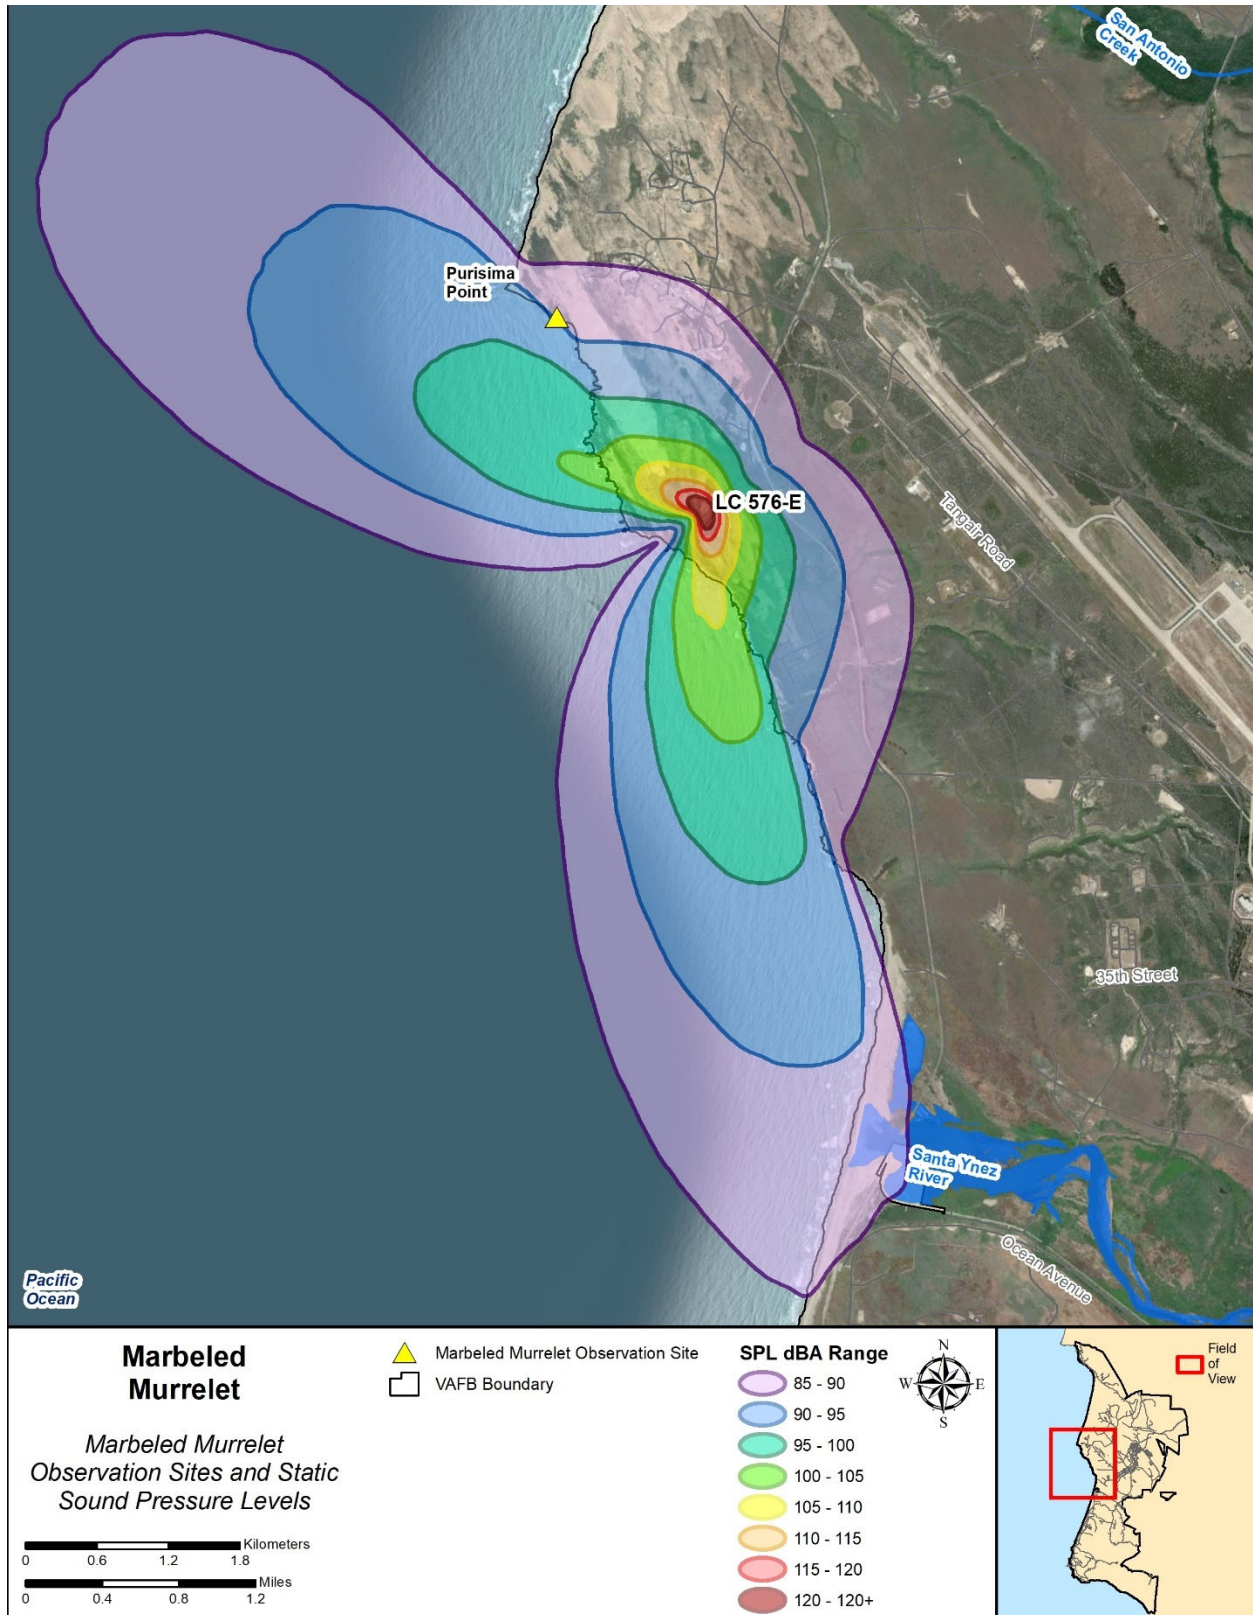 San Antonio
Creek
Purisima
Point
LC 576-E
Tangair Road
35th Street
Santa Ynez
River
Ocean Avenue
Pacific
Ocean
Marbeled
Murrelet
Marbeled Murrelet
Observation Sites and Static
Sound Pressure Levels
Kilometers
0 0.6 1.2 1.8
Miles
0 0.4 0.8 1.2
Marbeled Murrelet Observation Site
VAFB Boundary
SPL dBA Range
85 - 90
90 - 95
95 - 100
100 - 105
105 - 110
110 - 115
115 - 120
120 - 120+
N
W E
S
Field
of
View